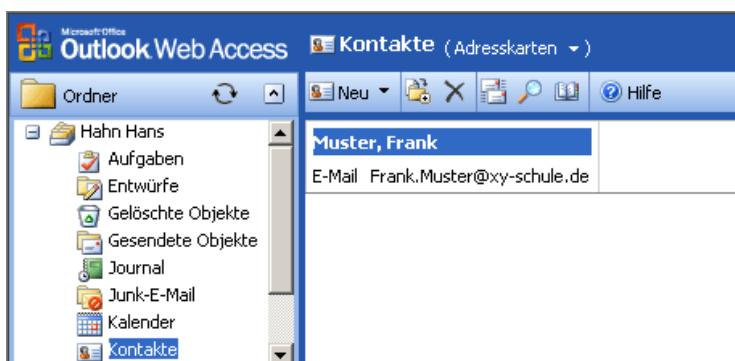 Microsoft Office
Outlook Web Access
Kontakte (Adresskarten)
Ordner
Neu
Hilfe
Hahn Hans
Aufgaben
Entwürfe
Gelöschte Objekte
Gesendete Objekte
Journal
Junk-E-Mail
Kalender
Kontakte
Muster, Frank
E-Mail Frank.Muster@xy-schule.de